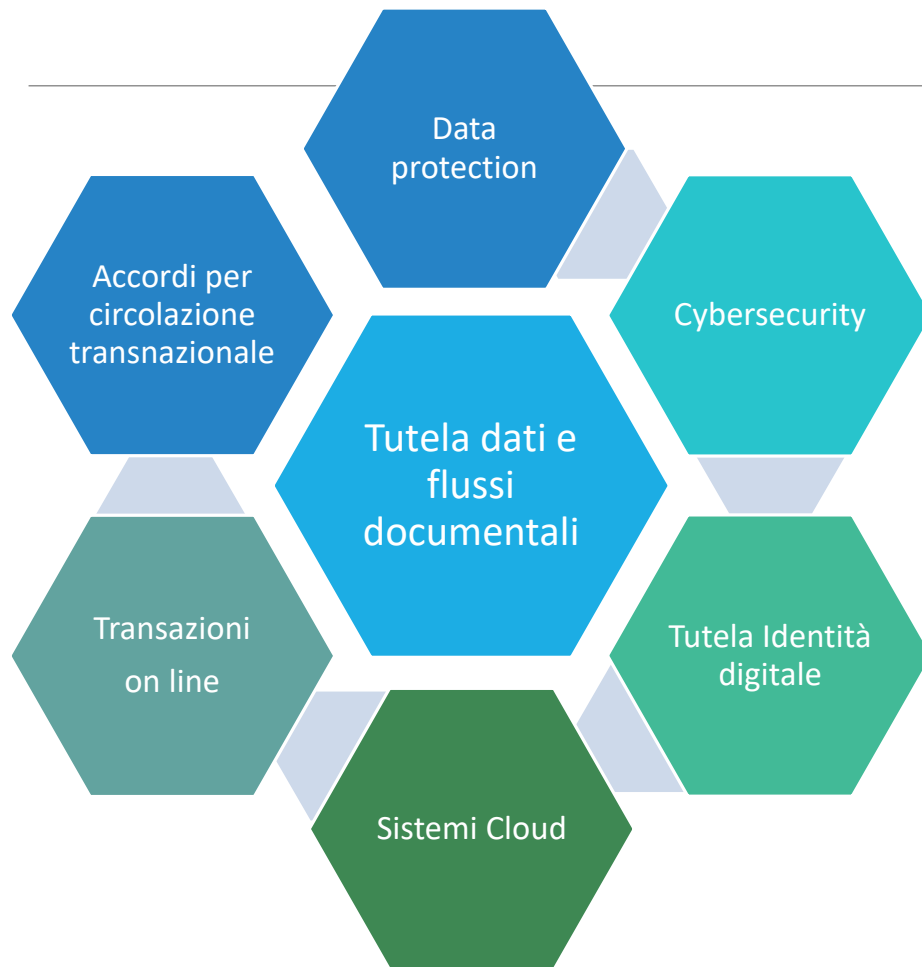 Data
protection
Accordi per
circolazione
transnazionale
Cybersecurity
Tutela dati e
flussi
documentali
Transazioni
on line
Tutela Identità
digitale
Sistemi Cloud